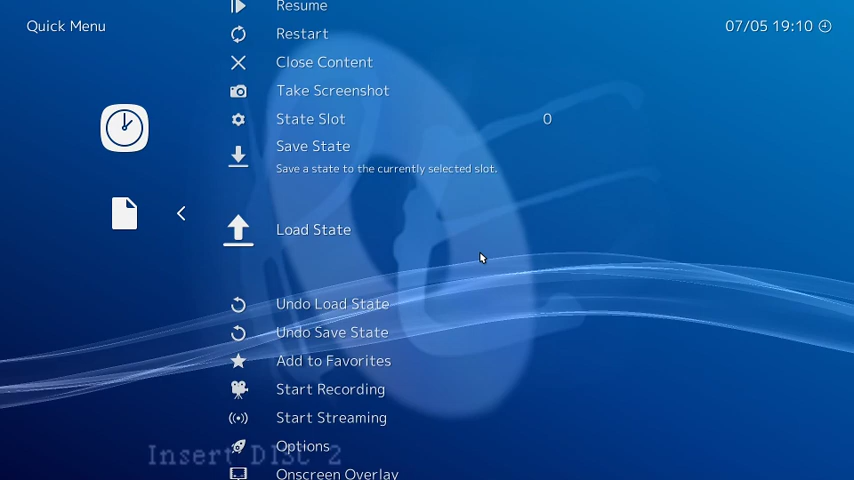 Quick Menu
07/05 19:10
Resume
Restart
Close Content
Take Screenshot
State Slot 0
Save State
Save a state to the currently selected slot.
Load State
Undo Load State
Undo Save State
Add to Favorites
Start Recording
Start Streaming
Options
Insert DISC 2
Onscreen Overlay